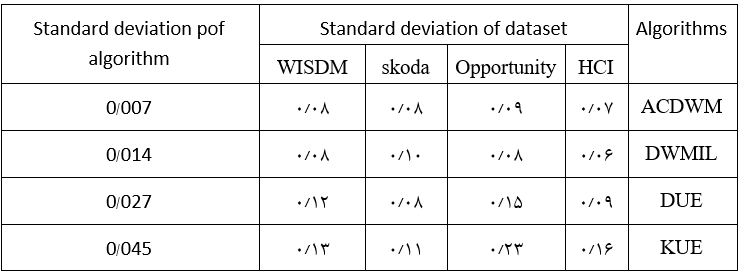 Standard deviation pof algorithm Standard deviation of dataset Algorithms
WISDM skoda Opportunity HCI
0/007 ۰/۰۸ ۰/۰۸ ۰/۰۹ ۰/۰۷ ACDWM
0/014 ۰/۰۸ ۰/۱۰ ۰/۰۸ ۰/۰۶ DWMIL
0/027 ۰/۱۲ ۰/۰۸ ۰/۱۵ ۰/۰۹ DUE
0/045 ۰/۱۳ ۰/۱۱ ۰/۲۳ ۰/۱۶ KUE